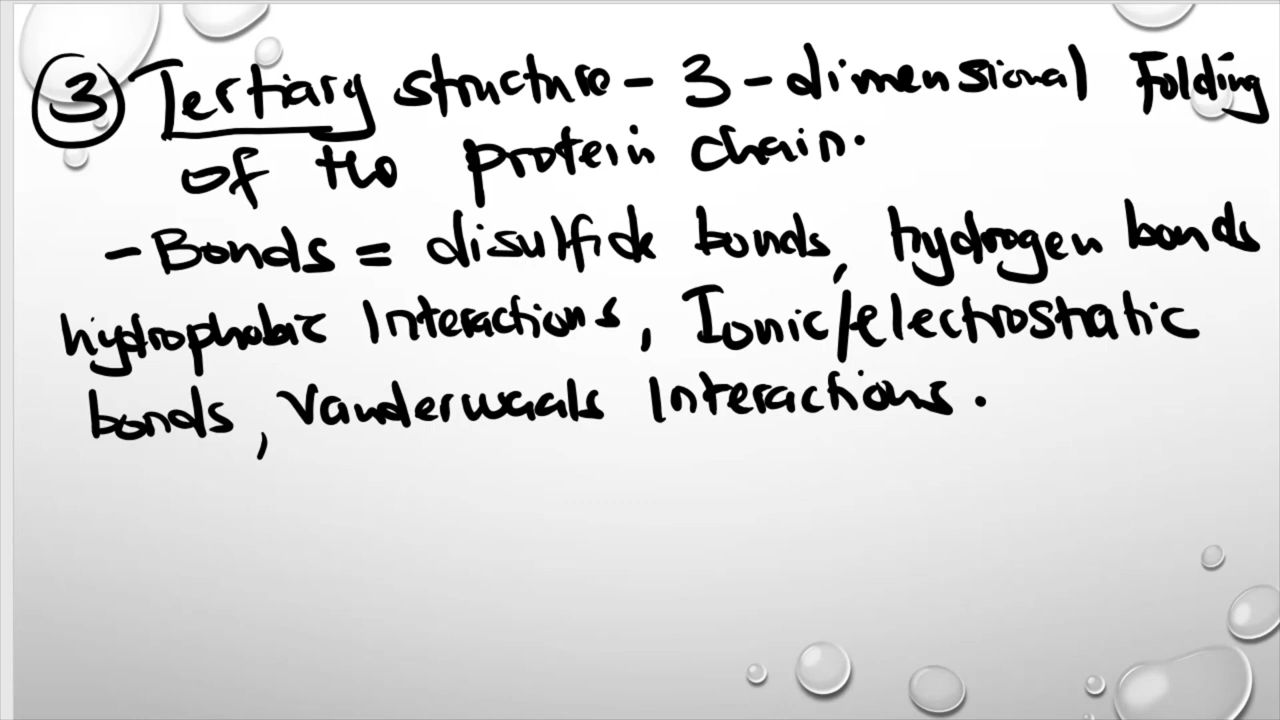 ③ Tertiary structure - 3 - dimensional Folding
of the protein chain.
- Bonds = disulfide bonds, hydrogen bonds
hydrophobic Interactions, Ionic/electrostatic
bonds, Vanderwaals Interactions.